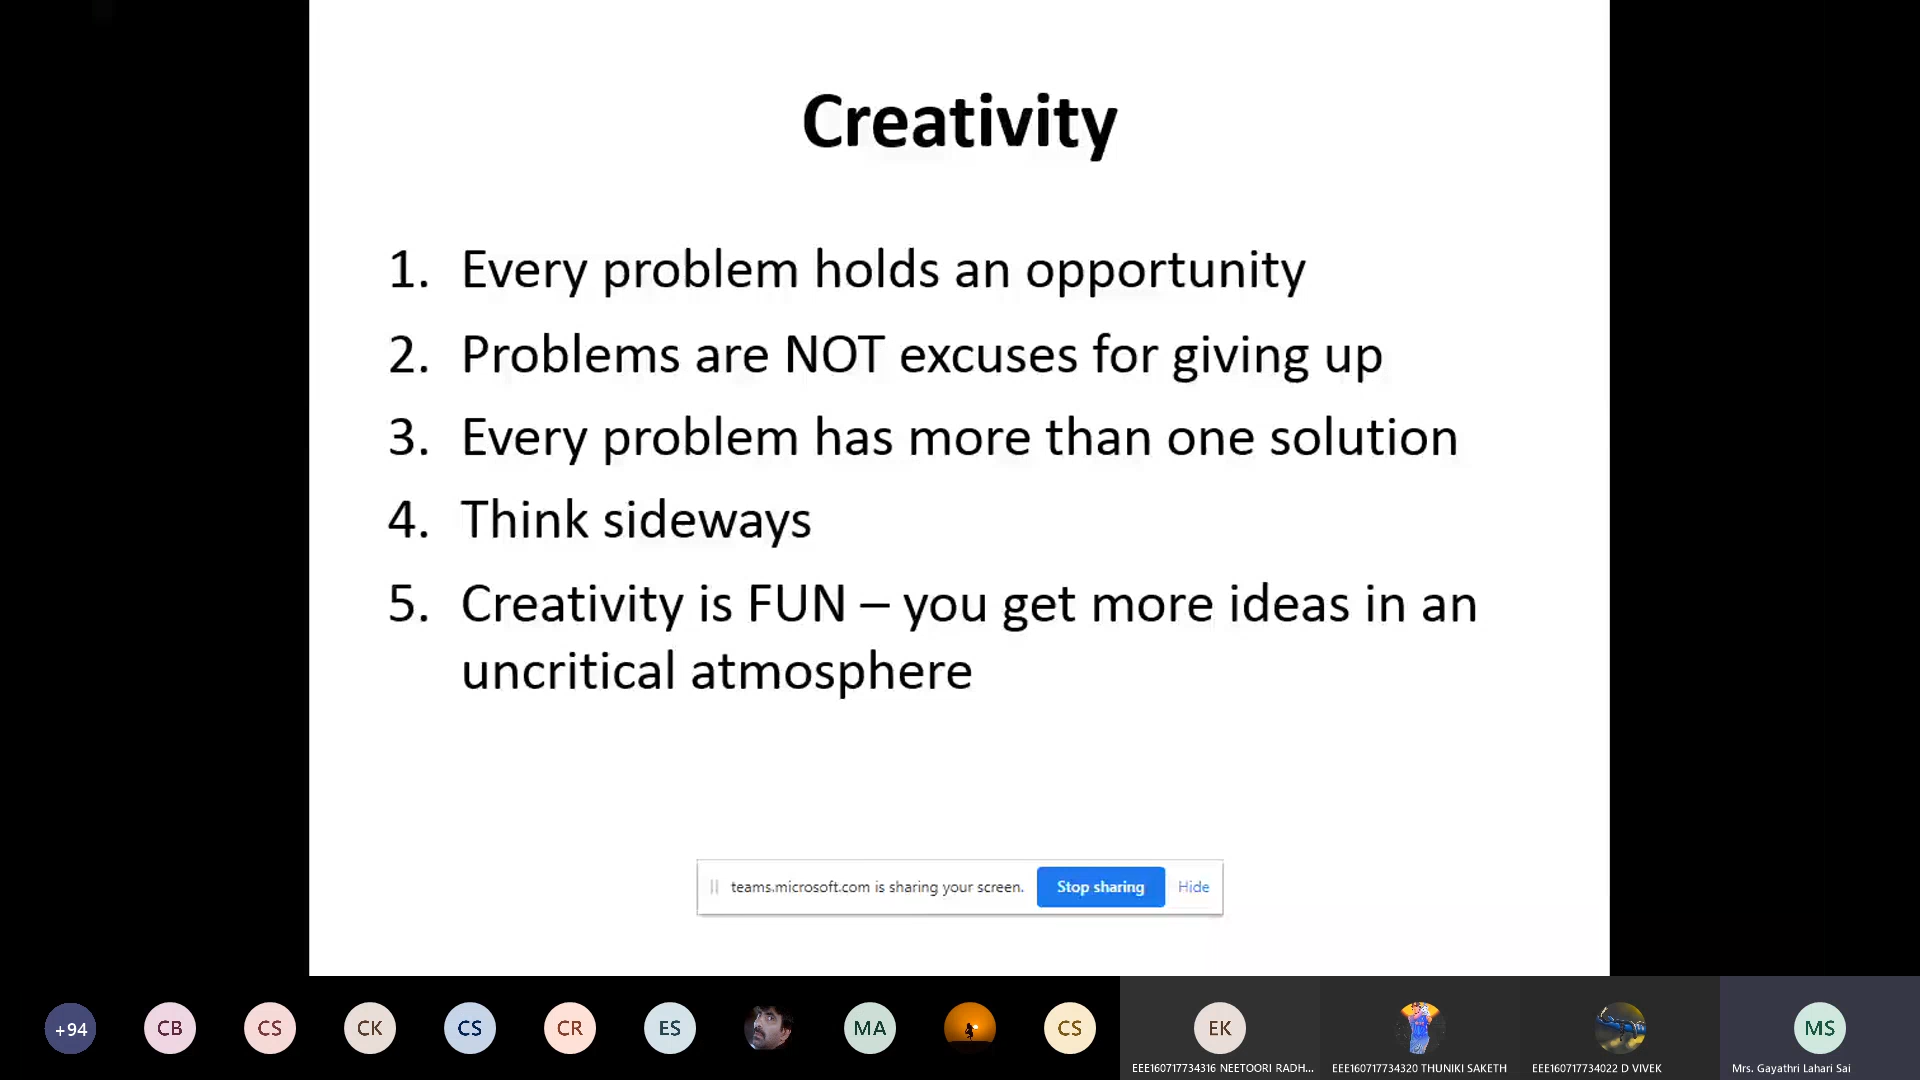 Creativity
1. Every problem holds an opportunity
2. Problems are NOT excuses for giving up
3. Every problem has more than one solution
4. Think sideways
5. Creativity is FUN – you get more ideas in an
uncritical atmosphere
teams.microsoft.com is sharing your screen. Stop sharing Hide
+94 CB CS CK CS CR ES MA CS EK MS
EEE160717734316 NEETOORI RADH... EEE160717734320 THUNIKI SAKETH EEE160717734022 D VIVEK Mrs. Gayathri Lahari Sai